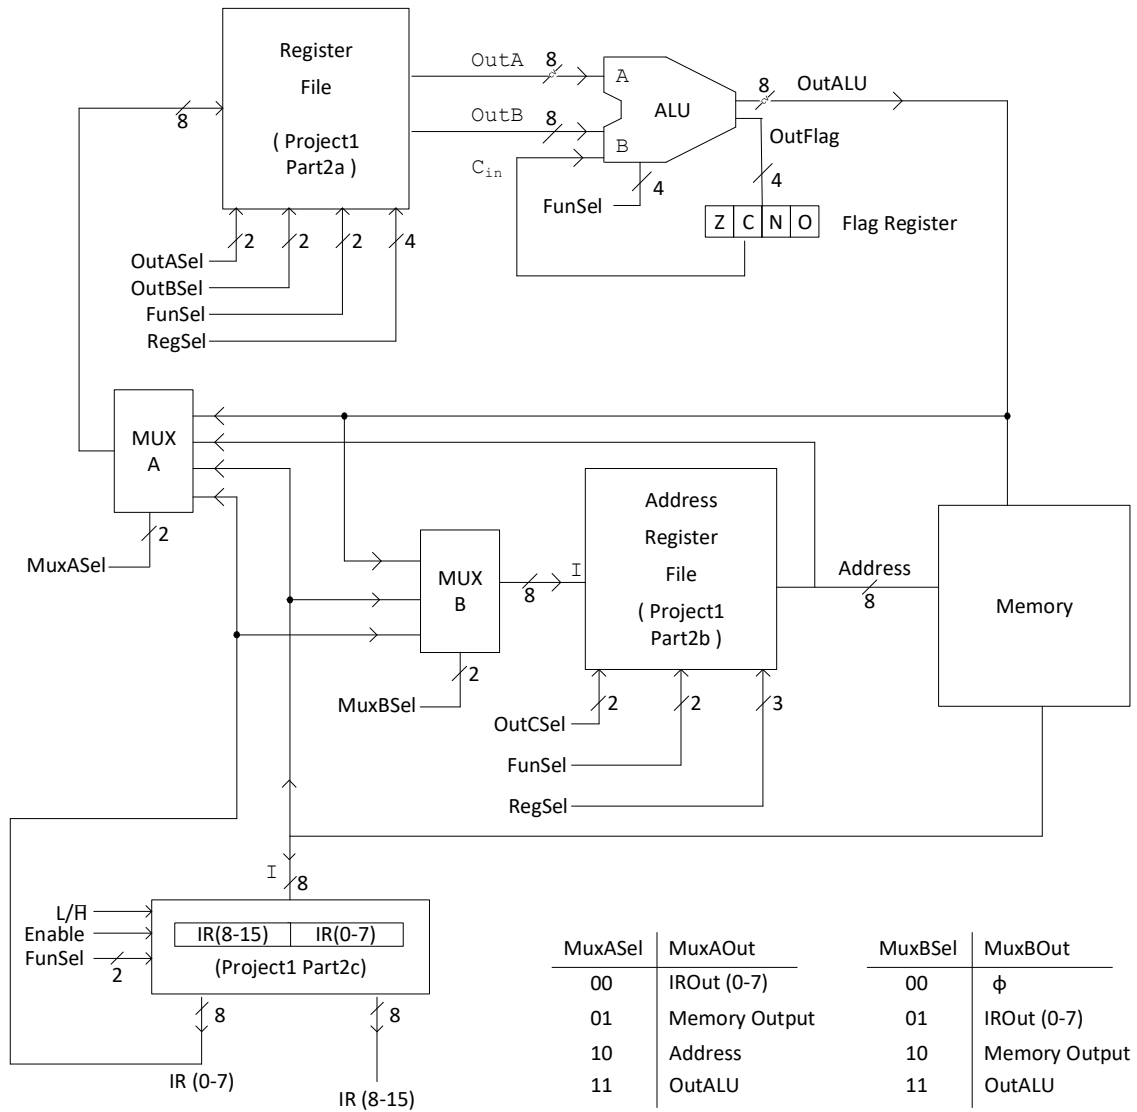 Register
File
( Project1
Part2a )
8
OutA
8
OutB
8
C in
A
B
ALU
8
OutALU
OutFlag
4
FunSel
4
Z C N O
Flag Register
2
2
2
4
OutASel
OutBSel
FunSel
RegSel
MUX
A
2
MuxASel
MUX
B
2
MuxBSel
8
I
Address
Register
File
( Project1
Part2b )
Address
8
Memory
2
2
3
OutCSel
FunSel
RegSel
I
8
L/H̅
Enable
FunSel
2
IR(8-15) IR(0-7)
(Project1 Part2c)
8
8
IR (0-7)
IR (8-15)
MuxASel MuxAOut
00 IROut (0-7)
01 Memory Output
10 Address
11 OutALU
MuxBSel MuxBOut
00 ϕ
01 IROut (0-7)
10 Memory Output
11 OutALU